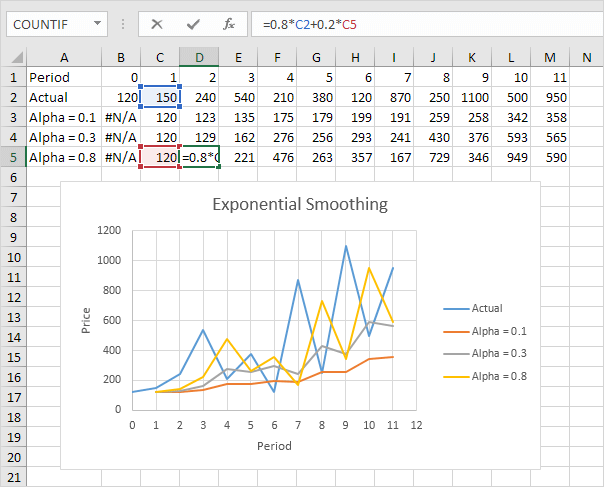 COUNTIF fx =0.8*C2+0.2*C5
A B C D E F G H I J K L M N
1 Period 0 1 2 3 4 5 6 7 8 9 10 11
2 Actual 120 150 240 540 210 380 120 870 250 1100 500 950
3 Alpha = 0.1 #N/A 120 123 135 175 179 199 191 259 258 342 358
4 Alpha = 0.3 #N/A 120 129 162 276 256 293 241 430 376 593 565
5 Alpha = 0.8 #N/A 120 =0.8*C 221 476 263 357 167 729 346 949 590
6
7
8
9
10
11
12
13
14
15
16
17
18
19
20
21
Exponential Smoothing
1200
1000
800
600
400
200
0
Price
0 1 2 3 4 5 6 7 8 9 10 11 12
Period
Actual
Alpha = 0.1
Alpha = 0.3
Alpha = 0.8